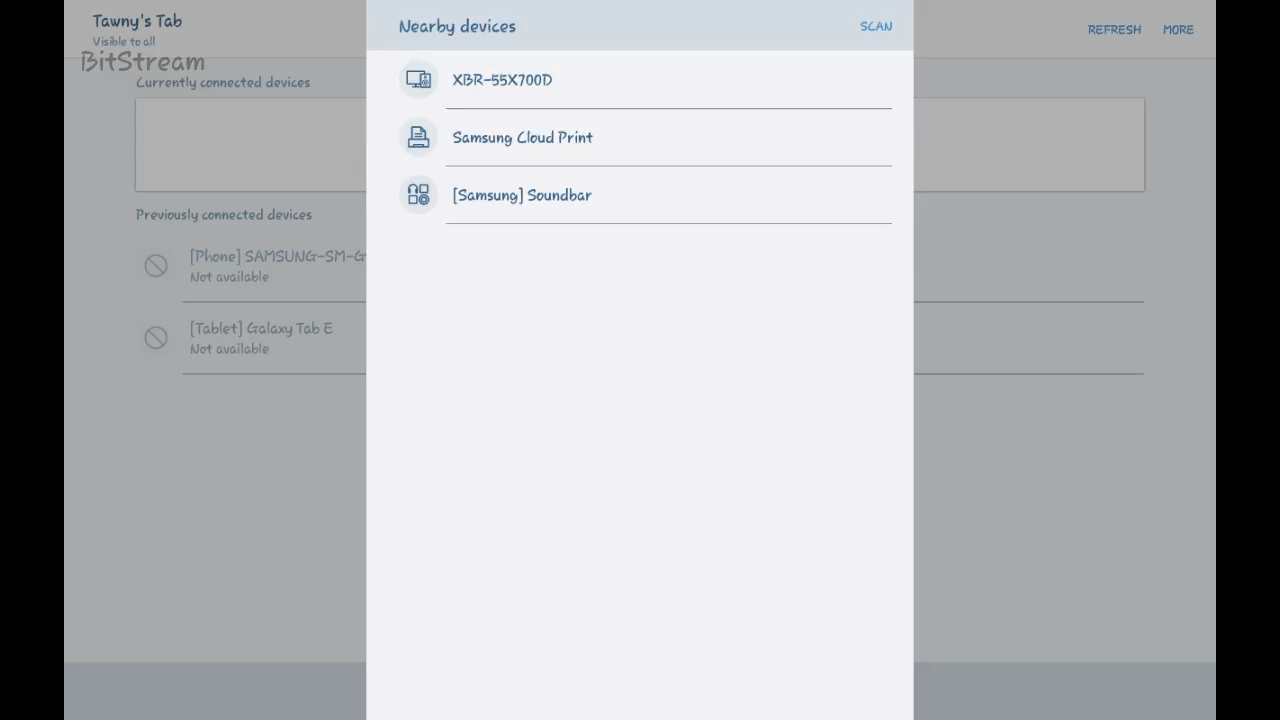 Tawny's Tab
Visible to all
BitStream
Currently connected devices
Previously connected devices
[Phone] SAMSUNG-SM-G
Not available
[Tablet] Galaxy Tab E
Not available
Nearby devices
SCAN
XBR-55X700D
Samsung Cloud Print
[Samsung] Soundbar
REFRESH
MORE